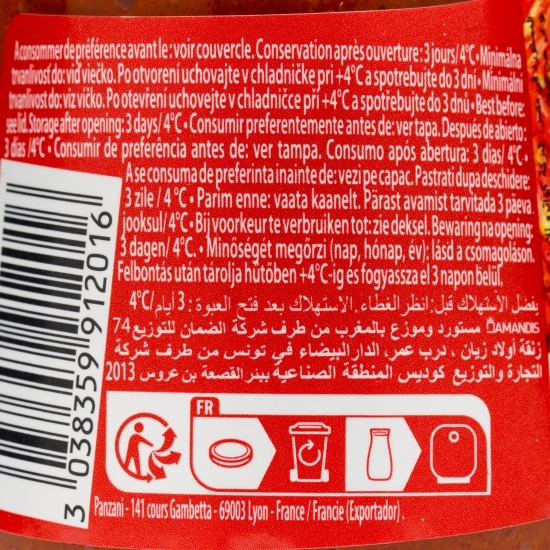 A consommer de préférence avant le : voir couvercle. Conservation après ouverture : 3 jours/4°C • Minimálna
trvanlivosť do: viď viečko. Po otvorení uchovajte v chladničke pri +4°C a spotrebujte do 3 dní • Minimální
trvanlivost do: viz víčko. Po otevření uchovejte v chladničce při +4°C a spotřebujte do 3 dnů • Best before:
see lid. Storage after opening: 3 days/ 4°C • Consumir preferentemente antes de: ver tapa. Después de abierto :
3 días /4°C • Consumir de preferência antes de: ver tampa. Consumo após abertura: 3 dias/ 4°C •
A se consuma de preferinta inainte de: vezi pe capac. Pastrati dupa deschidere:
3 zile / 4 °C • Parim enne: vaata kaanelt. Pärast avamist tarvitada 3 päeva
jooksul/ 4°C • Bij voorkeur te verbruiken tot: zie deksel. Bewaring na opening:
3 dagen/ 4°C. • Minőségét megőrzi (nap, hónap, év): lásd a csomagoláson.
Felbontás után tárolja hűtőben +4°C-ig és fogyassza el 3 napon belül.
يفضل الاستهلاك قبل: انظر الغطاء. الاستهلاك بعد فتح العبوة : 3 أيام/4°C
DAMANDIS مستورد وموزع بالمغرب من طرف شركة الضمان للتوزيع 74
زنقة أولاد زيان ، درب عمر، الدار البيضاء في تونس من طرف شركة
التجارة والتوزيع كوديس المنطقة الصناعية ببئر القصعة بن عروس 2013
FR
3 038359 912016
Panzani - 141 cours Gambetta - 69003 Lyon - France / Francie (Exportador) .